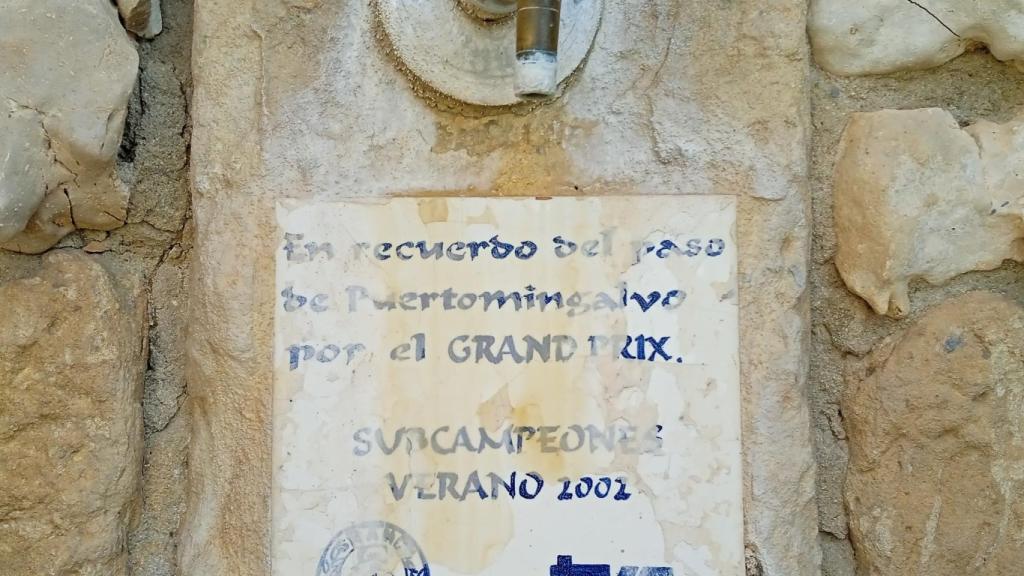 En recuerdo del paso
de Puertomingalvo
por el GRAND PRIX.
SUBCAMPEONES
VERANO 2002